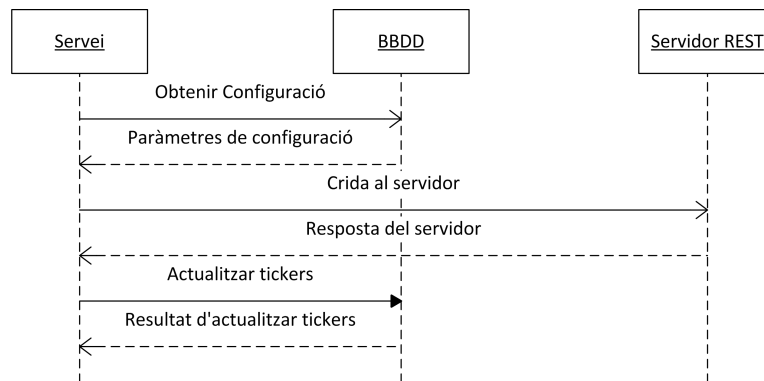 Servei
BBDD
Servidor REST
Obtenir Configuració
Paràmetres de configuració
Crida al servidor
Resposta del servidor
Actualitzar tickers
Resultat d'actualitzar tickers